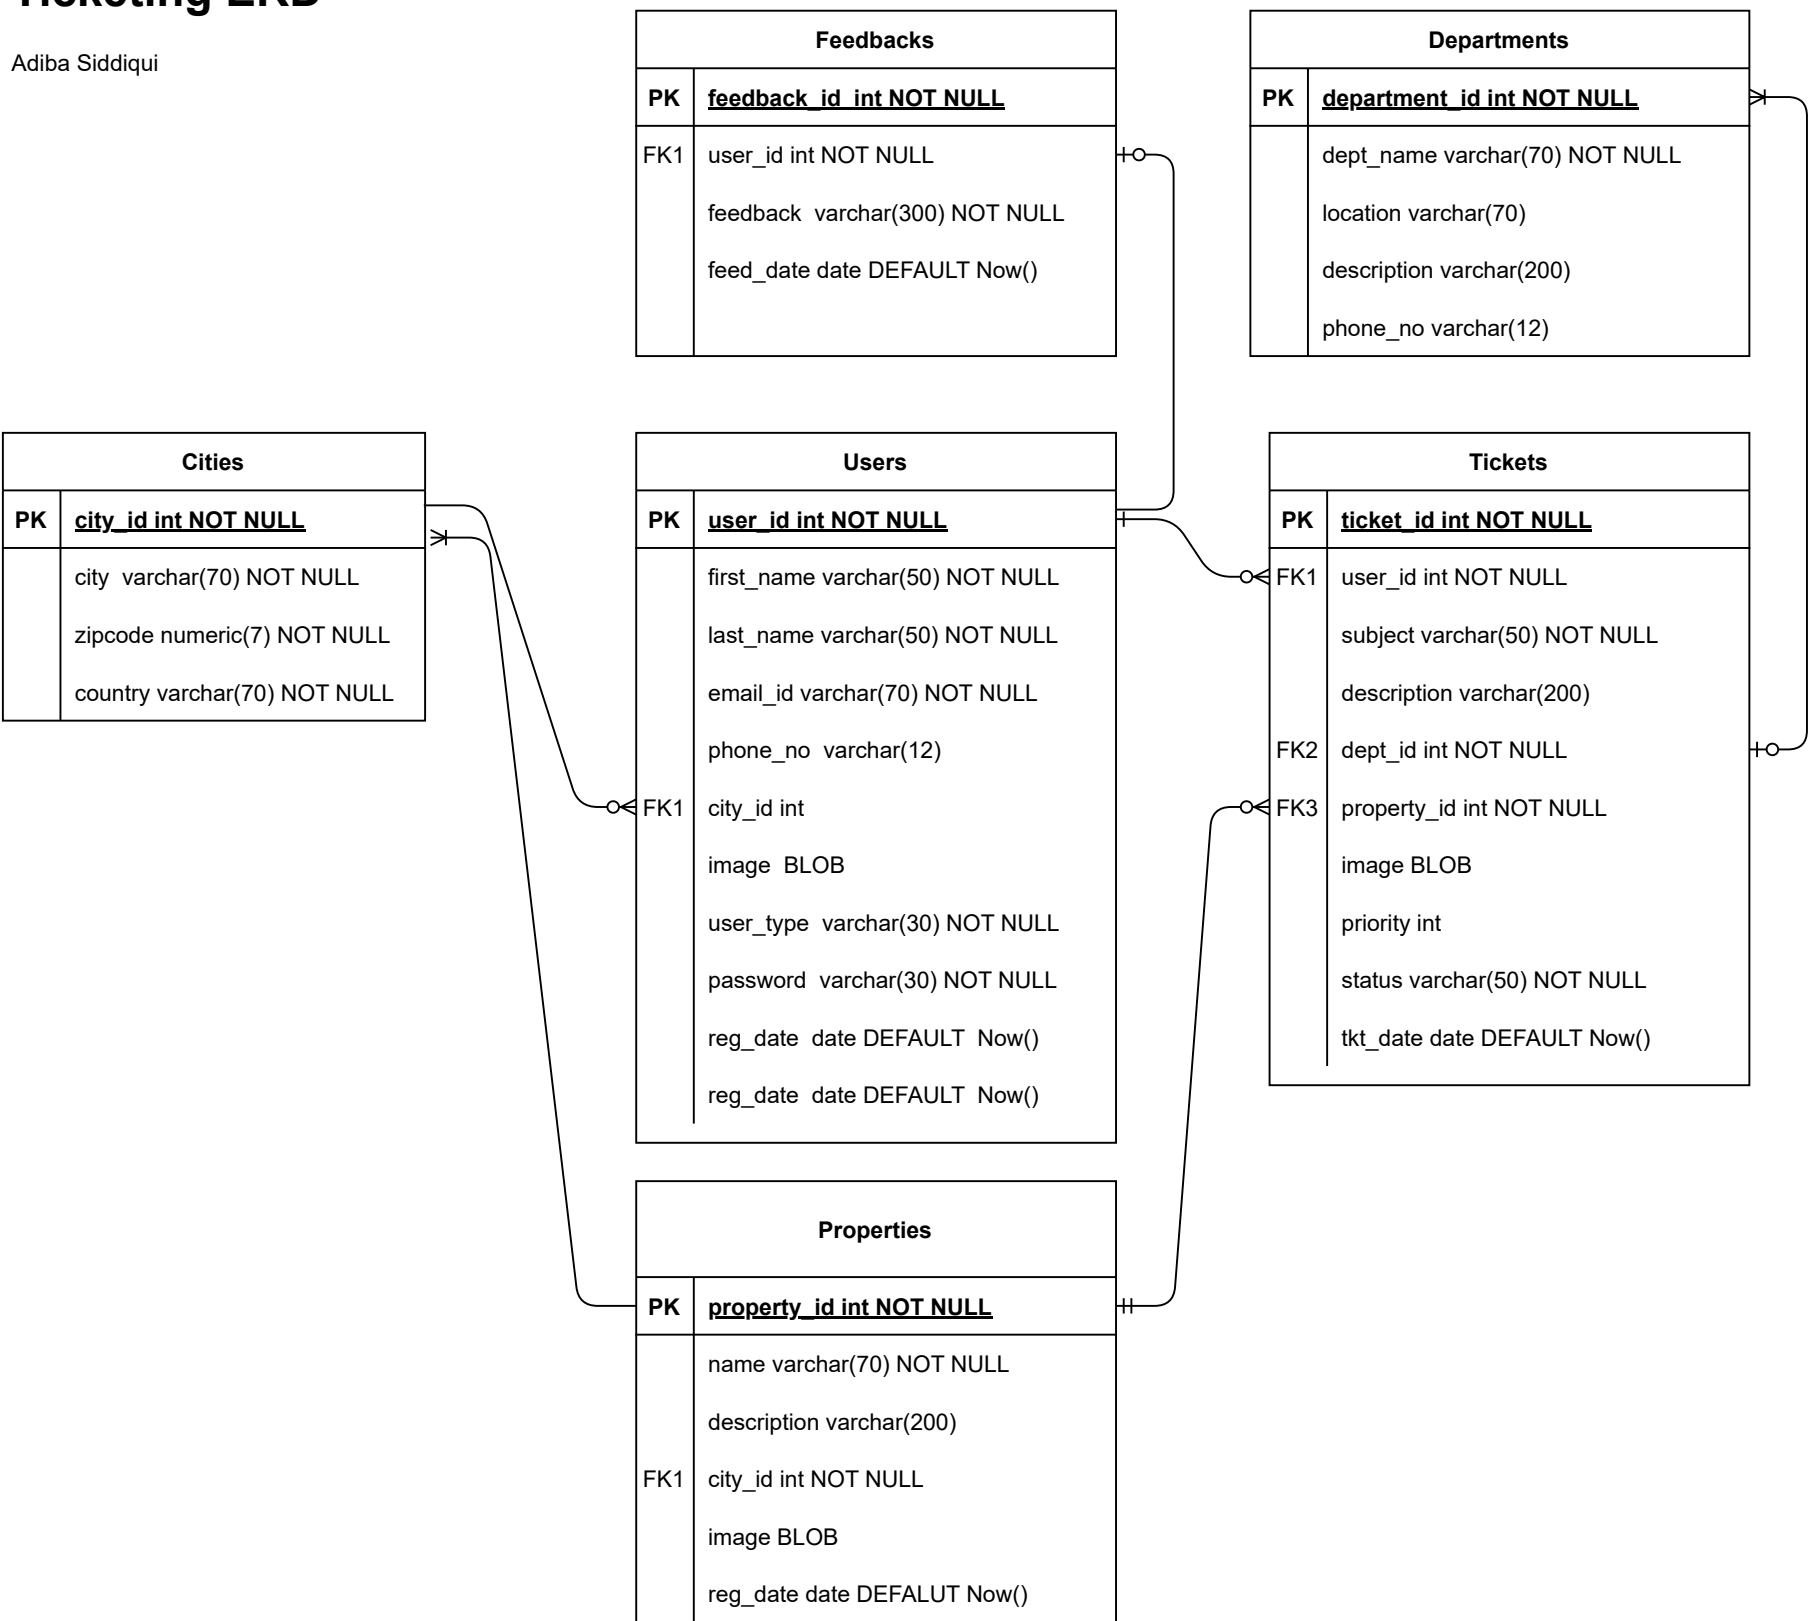 Ticketing ERD
Adiba Siddiqui
Feedbacks
PK feedback_id int NOT NULL
FK1 user_id int NOT NULL
feedback varchar(300) NOT NULL
feed_date date DEFAULT Now()
Departments
PK department_id int NOT NULL
dept_name varchar(70) NOT NULL
location varchar(70)
description varchar(200)
phone_no varchar(12)
Cities
PK city_id int NOT NULL
city varchar(70) NOT NULL
zipcode numeric(7) NOT NULL
country varchar(70) NOT NULL
Users
PK user_id int NOT NULL
first_name varchar(50) NOT NULL
last_name varchar(50) NOT NULL
email_id varchar(70) NOT NULL
phone_no varchar(12)
FK1 city_id int
image BLOB
user_type varchar(30) NOT NULL
password varchar(30) NOT NULL
reg_date date DEFAULT Now()
reg_date date DEFAULT Now()
Tickets
PK ticket_id int NOT NULL
FK1 user_id int NOT NULL
subject varchar(50) NOT NULL
description varchar(200)
FK2 dept_id int NOT NULL
FK3 property_id int NOT NULL
image BLOB
priority int
status varchar(50) NOT NULL
tkt_date date DEFAULT Now()
Properties
PK property_id int NOT NULL
name varchar(70) NOT NULL
description varchar(200)
FK1 city_id int NOT NULL
image BLOB
reg_date date DEFALUT Now()